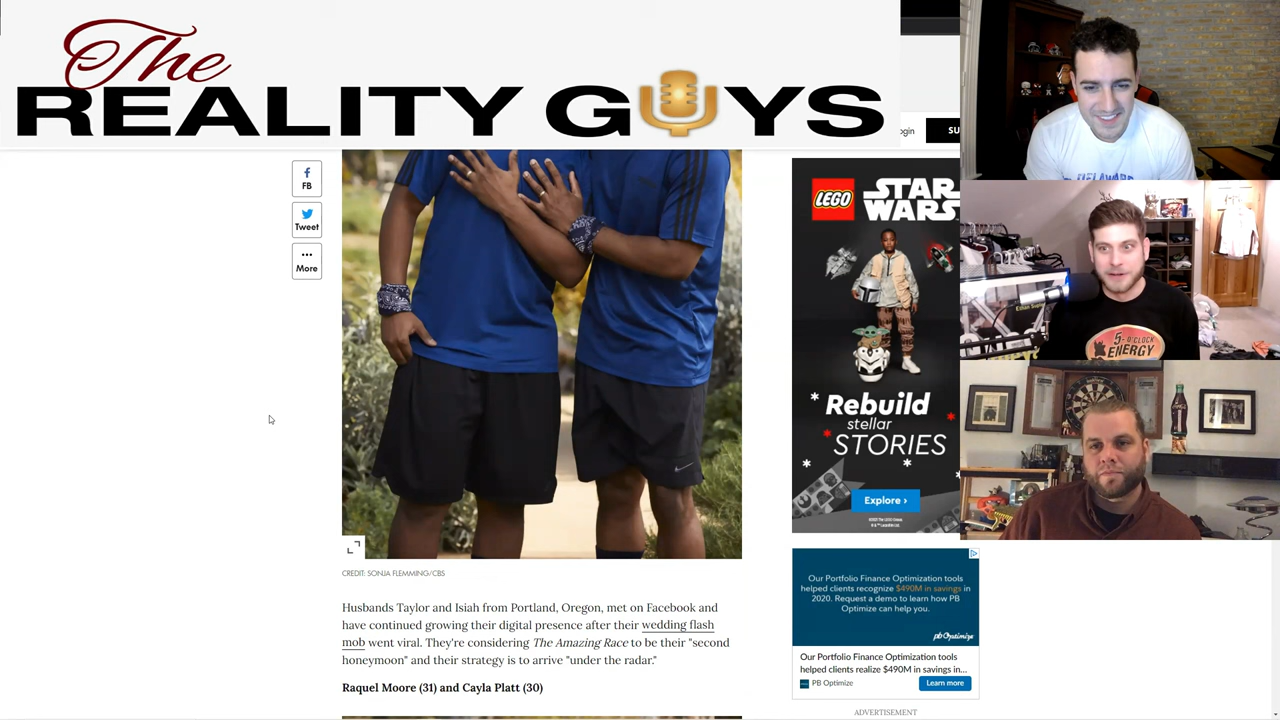 The
REALITY GUYS
ogin
SU
FB
Tweet
More
LEGO STAR WARS
Rebuild
stellar
STORIES
Explore ›
DELAWARE
5-O'CLOCK
ENERGY
CREDIT: SONJA FLEMMING/CBS
Husbands Taylor and Isiah from Portland, Oregon, met on Facebook and
have continued growing their digital presence after their wedding flash
mob went viral. They're considering The Amazing Race to be their "second
honeymoon" and their strategy is to arrive "under the radar."
Raquel Moore (31) and Cayla Platt (30)
Our Portfolio Finance Optimization tools
helped clients recognize $490M in savings in
2020. Request a demo to learn how PB
Optimize can help you.
pbOptimize
Our Portfolio Finance Optimization tools
helped clients realize $490M in savings in...
PB Optimize
Learn more
ADVERTISEMENT